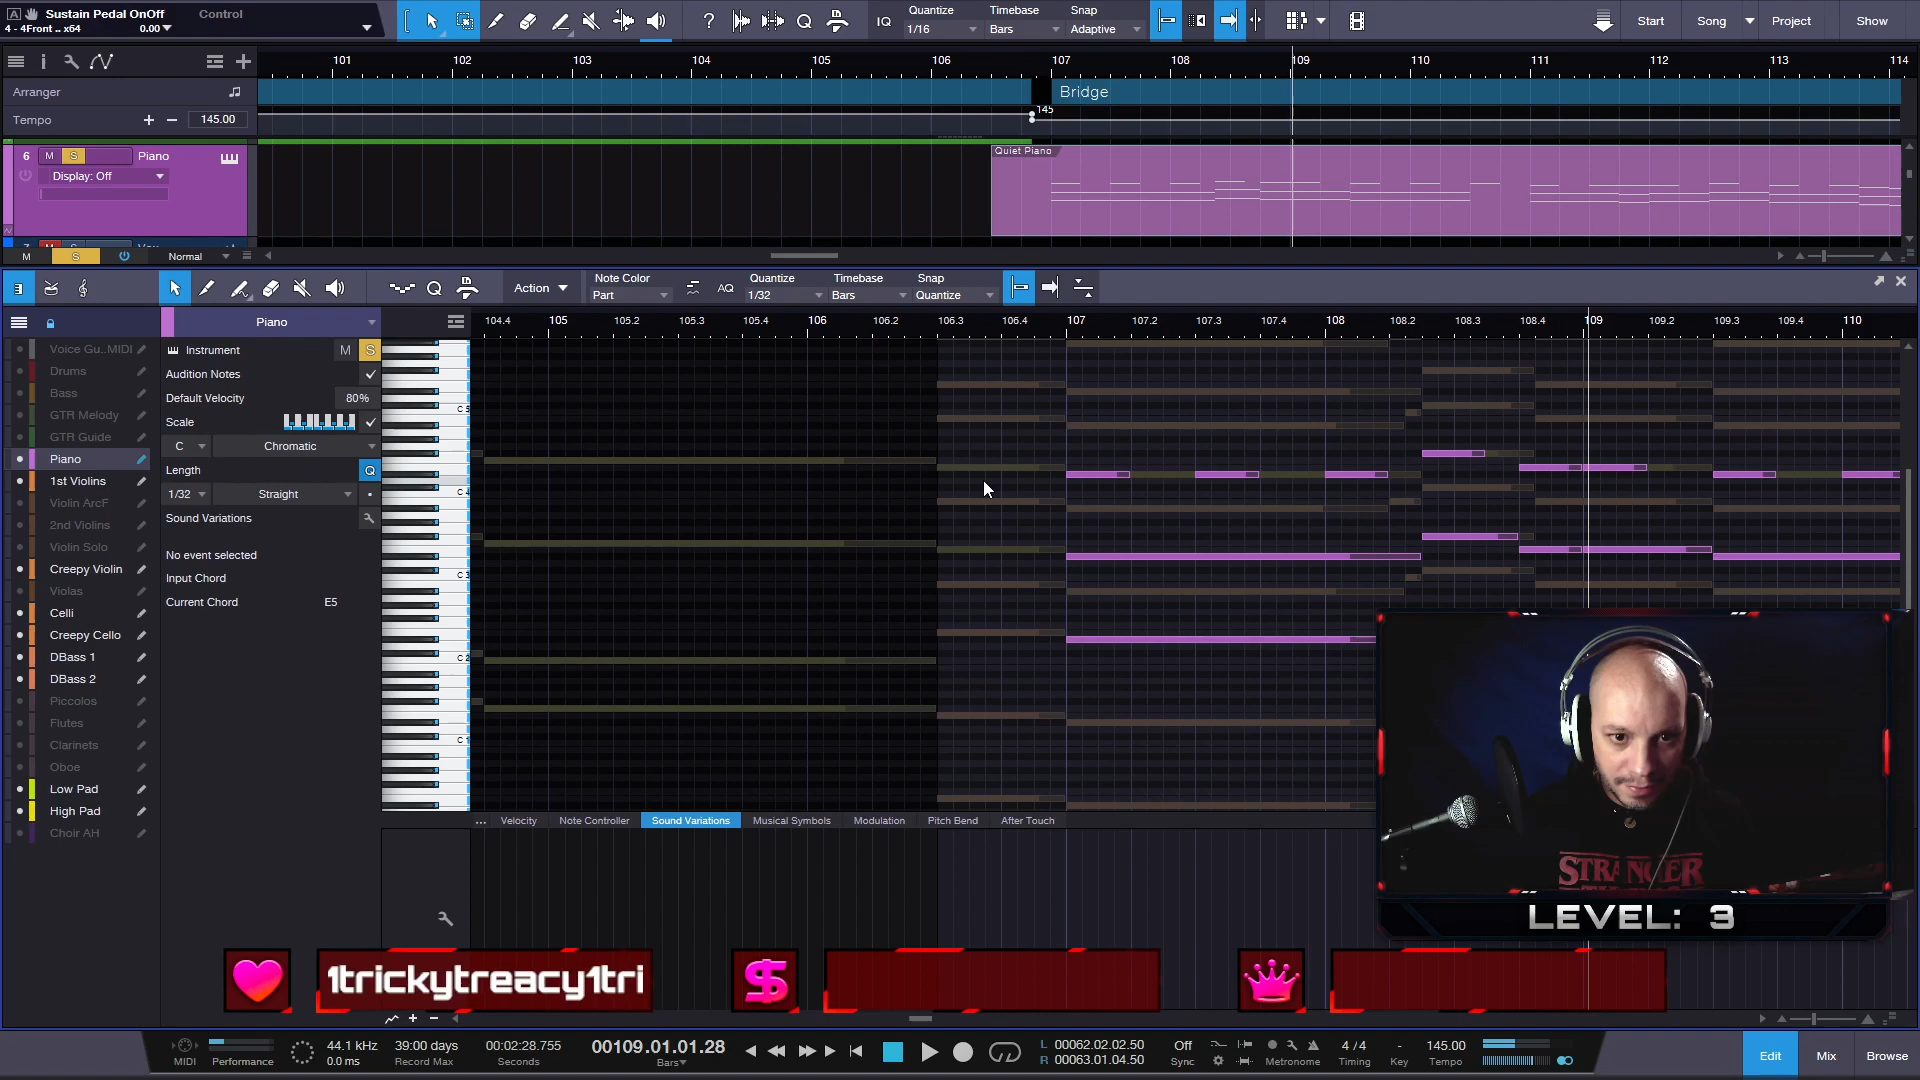 Sustain Pedal OnOff Control
4 - 4Front .. x64 0.00
IQ Quantize 1/16 Timebase Bars Snap Adaptive Start Song Project Show
101 102 103 104 105 106 107 108 109 110 111 112 113 114
Arranger Bridge
Tempo + − 145.00 145
6 M S Piano Quiet Piano
Display: Off
M S Normal
Action Note Color Part AQ Quantize 1/32 Timebase Bars Snap Quantize
Piano 104.4 105 105.2 105.3 105.4 106 106.2 106.3 106.4 107 107.2 107.3 107.4 108 108.2 108.3 108.4 109 109.2 109.3 109.4 110
Voice Gu..MIDI Instrument M S
Drums Audition Notes
Bass Default Velocity 80%
GTR Melody Scale C 5
GTR Guide C Chromatic
Piano Length Q
1st Violins 1/32 Straight C 4
Violin ArcF Sound Variations
2nd Violins
Violin Solo No event selected
Creepy Violin Input Chord C 3
Violas Current Chord E5
Celli
Creepy Cello
DBass 1 C 2
DBass 2
Piccolos
Flutes
Clarinets C 1
Oboe
Low Pad
High Pad ... Velocity Note Controller Sound Variations Musical Symbols Modulation Pitch Bend After Touch
Choir AH
STRANGER
LEVEL: 3
1trickytreacy1tri $
MIDI Performance 44.1 kHz 0.0 ms 39:00 days Record Max 00:02:28.755 Seconds 00109.01.01.28 Bars L 00062.02.02.50 R 00063.01.04.50 Off Sync Metronome 4 / 4 Timing - Key 145.00 Tempo Edit Mix Browse